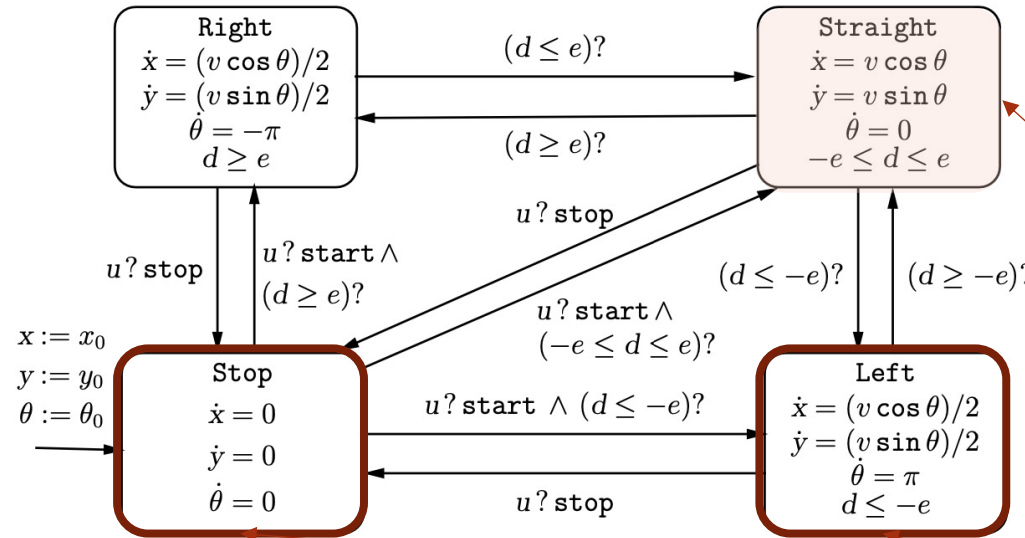 Right
ẋ = (v cos θ)/2
ẏ = (v sin θ)/2
θ̇ = −π
d ≥ e
(d ≤ e)?
(d ≥ e)?
Straight
ẋ = v cos θ
ẏ = v sin θ
θ̇ = 0
−e ≤ d ≤ e
u? stop
u? start ∧
(d ≥ e)?
u? stop
u? start ∧
(−e ≤ d ≤ e)?
(d ≤ −e)?
(d ≥ −e)?
x := x₀
y := y₀
θ := θ₀
Stop
ẋ = 0
ẏ = 0
θ̇ = 0
u? start ∧ (d ≤ −e)?
u? stop
Left
ẋ = (v cos θ)/2
ẏ = (v sin θ)/2
θ̇ = π
d ≤ −e